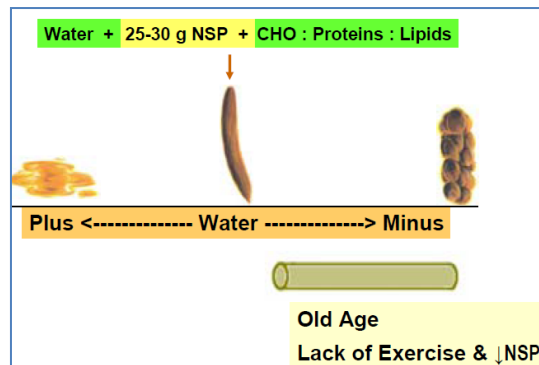 Water + 25-30 g NSP + CHO : Proteins : Lipids
Plus <-------------- Water --------------> Minus
Old Age
Lack of Exercise & ↓NSP